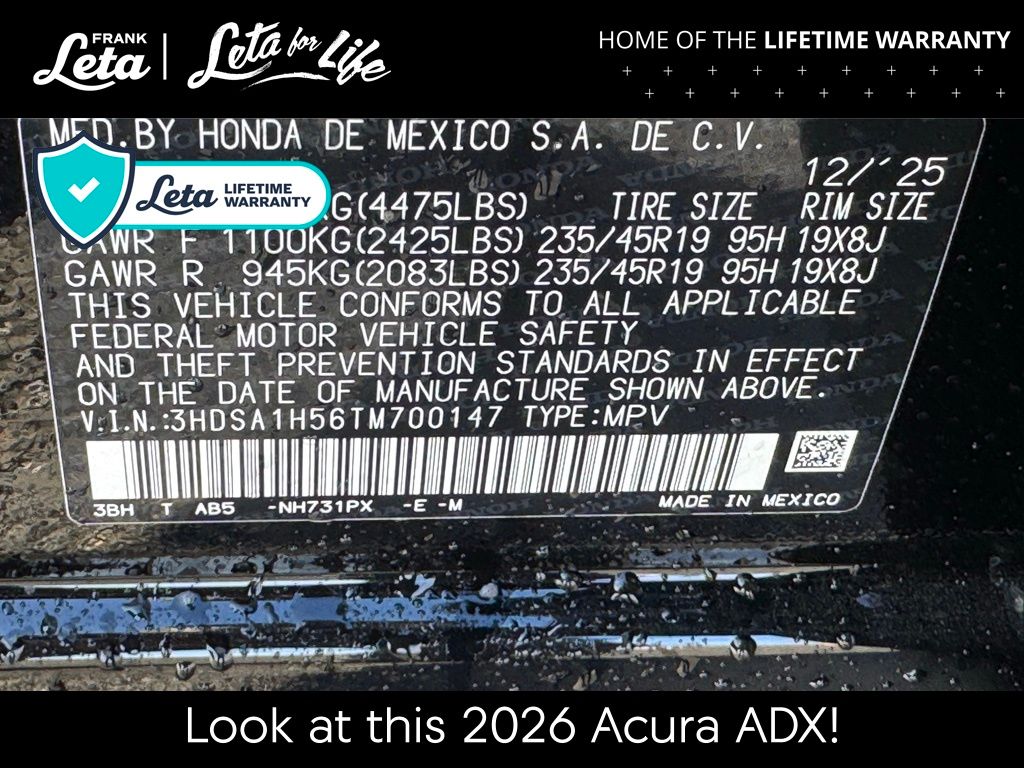 FRANK
Leta
Leta for Life
HOME OF THE LIFETIME WARRANTY
MFD.BY HONDA DE MEXICO S.A. DE C.V.
12/'25
KG(4475LBS) TIRE SIZE RIM SIZE
Leta LIFETIME WARRANTY
GAWR F 1100KG(2425LBS) 235/45R19 95H 19X8J
GAWR R 945KG(2083LBS) 235/45R19 95H 19X8J
THIS VEHICLE CONFORMS TO ALL APPLICABLE
FEDERAL MOTOR VEHICLE SAFETY
AND THEFT PREVENTION STANDARDS IN EFFECT
ON THE DATE OF MANUFACTURE SHOWN ABOVE.
V.I.N.:3HDSA1H56TM700147 TYPE:MPV
3BH T AB5 -NH731PX -E -M MADE IN MEXICO
Look at this 2026 Acura ADX!